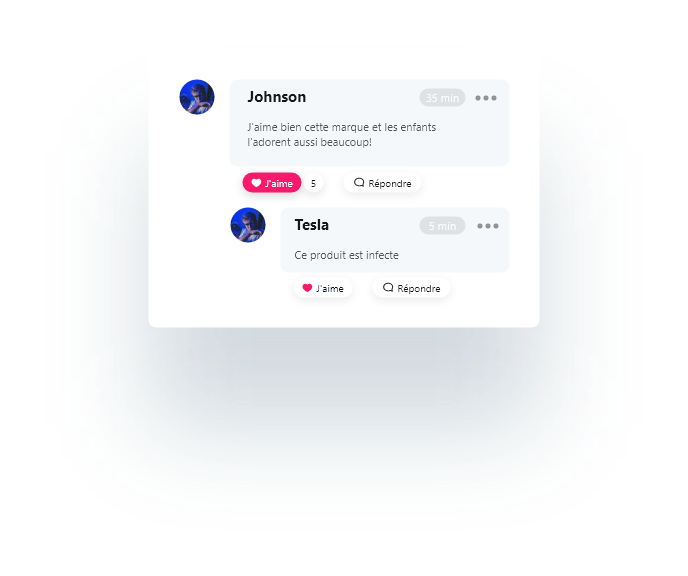 Johnson 35 min
J'aime bien cette marque et les enfants
l'adorent aussi beaucoup!
J'aime 5 Répondre
Tesla 5 min
Ce produit est infecte
J'aime Répondre